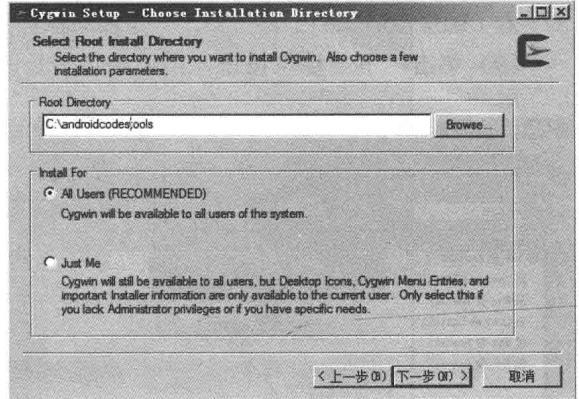 Cygwin Setup - Choose Installation Directory
Select Root Install Directory
Select the directory where you want to install Cygwin. Also choose a few
installation parameters.
Root Directory
C:\androidcodes;ools
Browse...
Install For
All Users (RECOMMENDED)
Cygwin will be available to all users of the system.
Just Me
Cygwin will still be available to all users, but Desktop Icons, Cygwin Menu Entries, and
important Installer information are only available to the current user. Only select this if
you lack Administrator privileges or if you have specific needs.
< 上一步(B) 下一步(N) > 取消